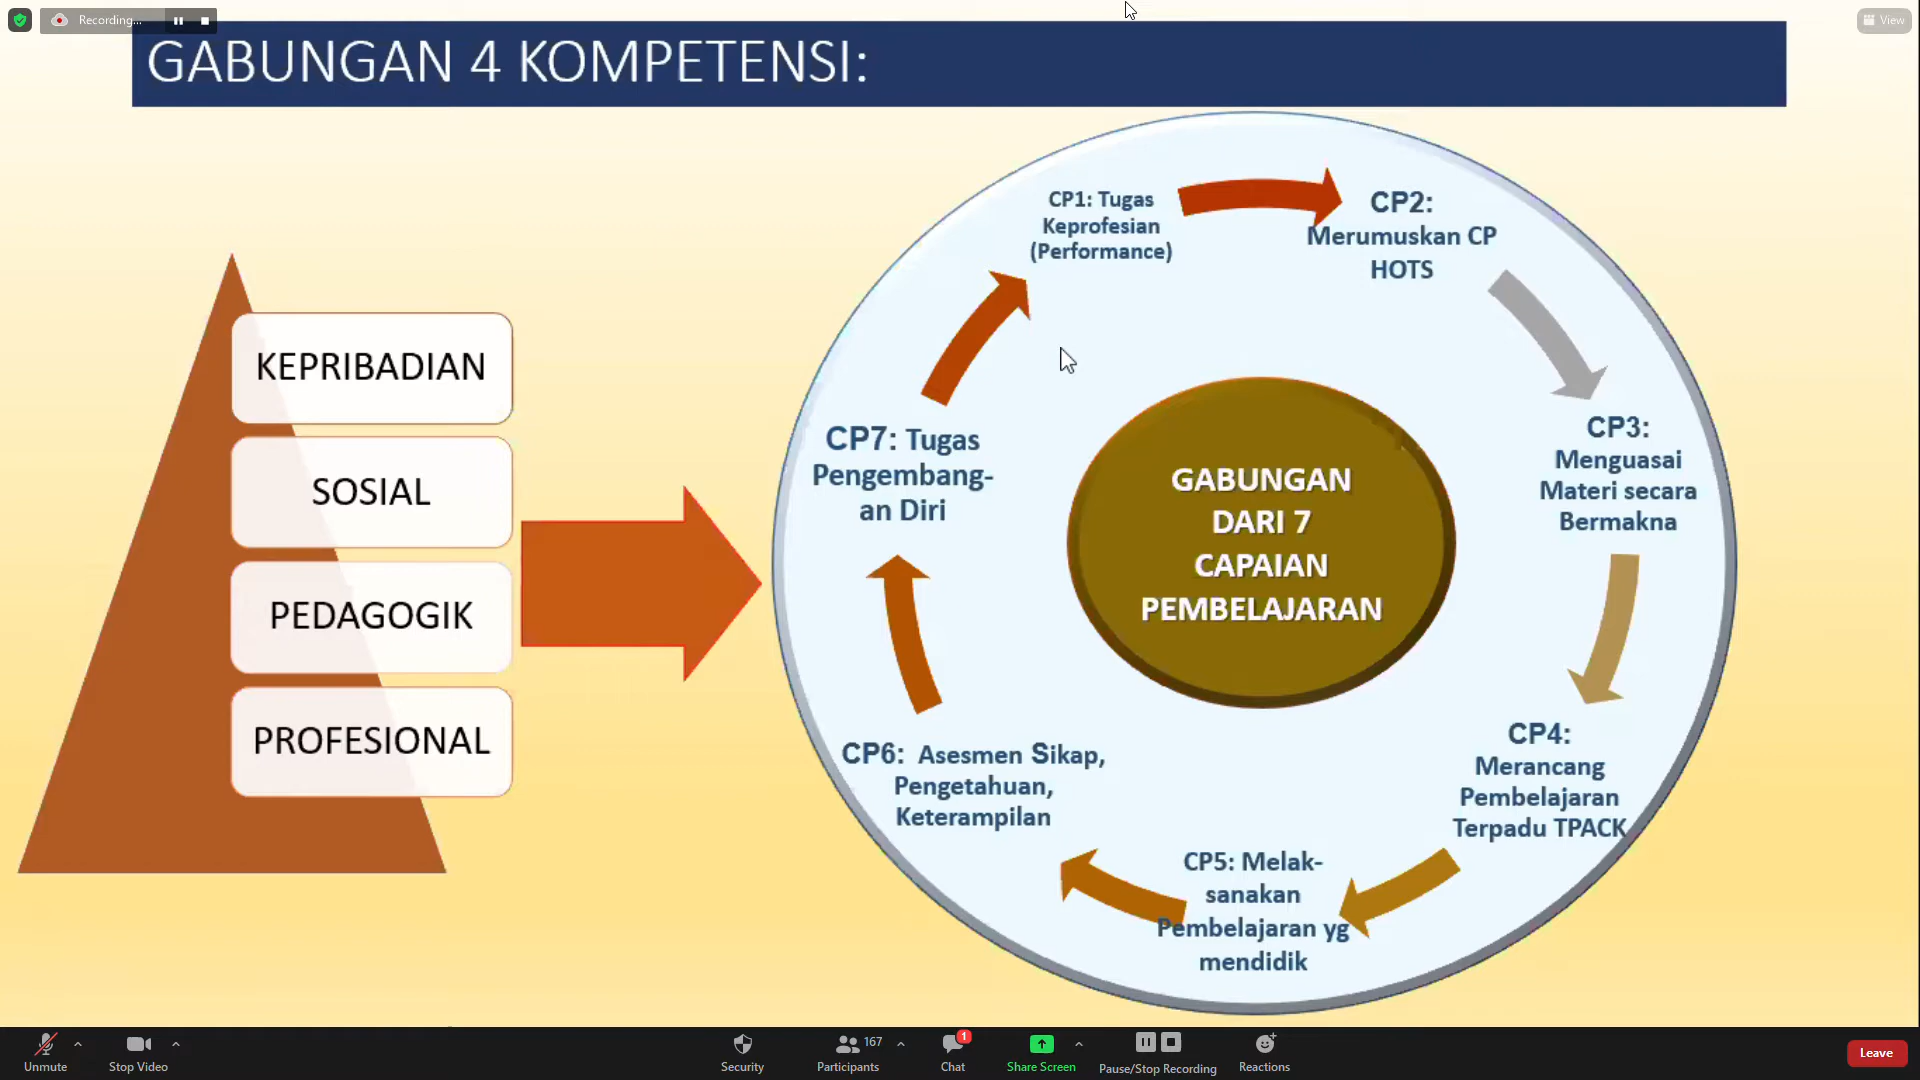 Recording...
View
GABUNGAN 4 KOMPETENSI:
KEPRIBADIAN
SOSIAL
PEDAGOGIK
PROFESIONAL
CP1: Tugas
Keprofesian
(Performance)
CP2:
Merumuskan CP
HOTS
CP3:
Menguasai
Materi secara
Bermakna
CP4:
Merancang
Pembelajaran
Terpadu TPACK
CP5: Melak-
sanakan
Pembelajaran yg
mendidik
CP6: Asesmen Sikap,
Pengetahuan,
Keterampilan
CP7: Tugas
Pengembang-
an Diri
GABUNGAN
DARI 7
CAPAIAN
PEMBELAJARAN
Unmute
Stop Video
Security
167
Participants
1
Chat
Share Screen
Pause/Stop Recording
Reactions
Leave